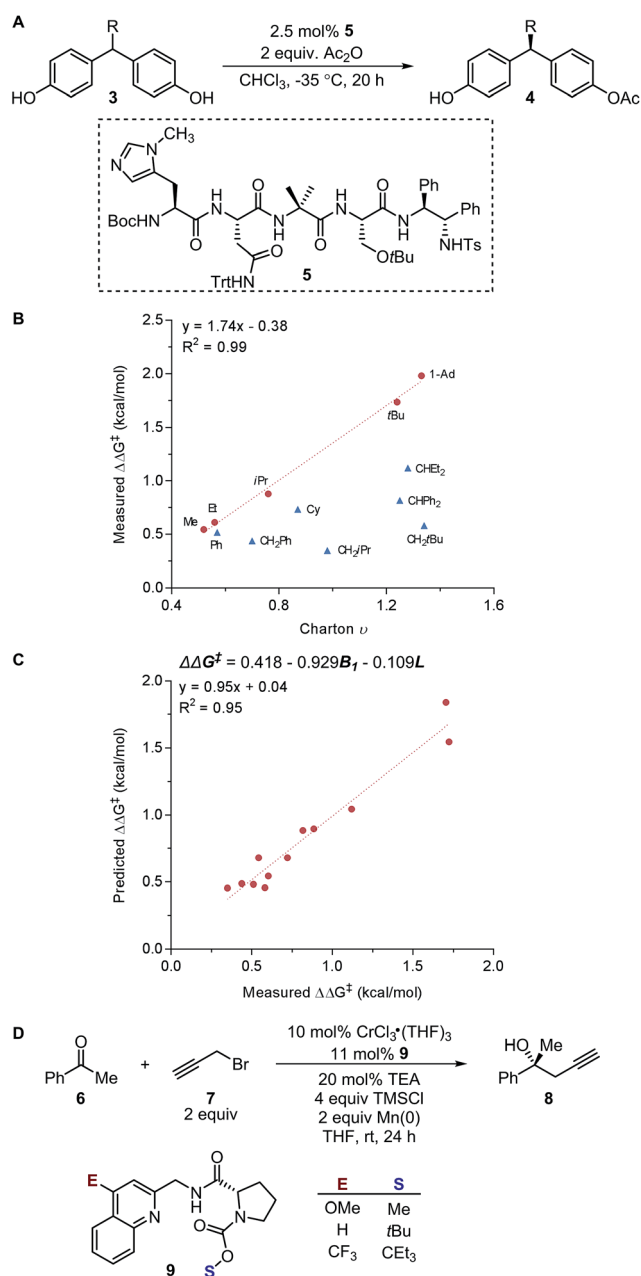 A
R
HO
3
OH
2.5 mol% 5
2 equiv. Ac2O
CHCl3, -35 °C, 20 h
R
HO
4
OAc
CH3
N
N
BocHN
O
H
N
O
N
H
O
H
N
O
N
H
Ph
Ph
NHTs
OtBu
O
TrtHN
5
B
y = 1.74x - 0.38
R2 = 0.99
Measured ΔΔG‡ (kcal/mol)
2.5
2.0
1.5
1.0
0.5
0.0
1-Ad
tBu
iPr
Et
Me
Ph
CH2Ph
Cy
CH2iPr
CHEt2
CHPh2
CH2tBu
0.4 0.8 1.2 1.6
Charton υ
C
ΔΔG‡ = 0.418 - 0.929B1 - 0.109L
y = 0.95x + 0.04
R2 = 0.95
Predicted ΔΔG‡ (kcal/mol)
2.0
1.5
1.0
0.5
0.0
0.0 0.5 1.0 1.5 2.0
Measured ΔΔG‡ (kcal/mol)
D
O
Ph Me
6
+
Br
7
2 equiv
10 mol% CrCl3•(THF)3
11 mol% 9
20 mol% TEA
4 equiv TMSCl
2 equiv Mn(0)
THF, rt, 24 h
HO Me
Ph
8
E
N
N
H
O
N
O
O
S
9
E S
OMe Me
H tBu
CF3 CEt3